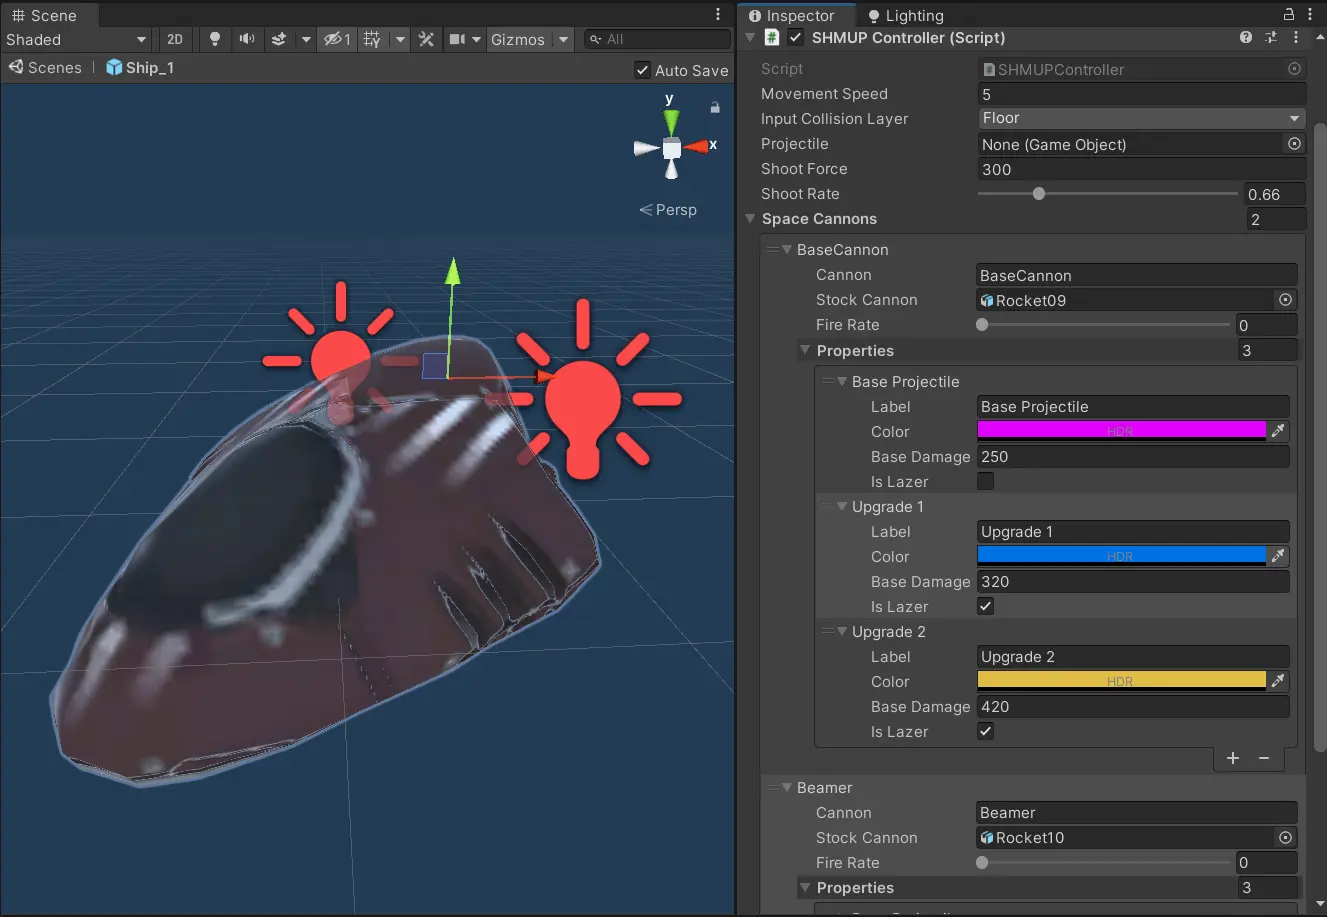 Scene
Inspector
Lighting
Shaded
2D
1
Gizmos
All
SHMUP Controller (Script)
Scenes
Ship_1
Auto Save
Script
SHMUPController
Movement Speed
5
Input Collision Layer
Floor
Projectile
None (Game Object)
Shoot Force
300
Shoot Rate
0.66
Space Cannons
2
y
x
Persp
BaseCannon
Cannon
BaseCannon
Stock Cannon
Rocket09
Fire Rate
0
Properties
3
Base Projectile
Label
Base Projectile
Color
HDR
Base Damage
250
Is Lazer
Upgrade 1
Label
Upgrade 1
Color
HDR
Base Damage
320
Is Lazer
Upgrade 2
Label
Upgrade 2
Color
HDR
Base Damage
420
Is Lazer
Beamer
Cannon
Beamer
Stock Cannon
Rocket10
Fire Rate
0
Properties
3